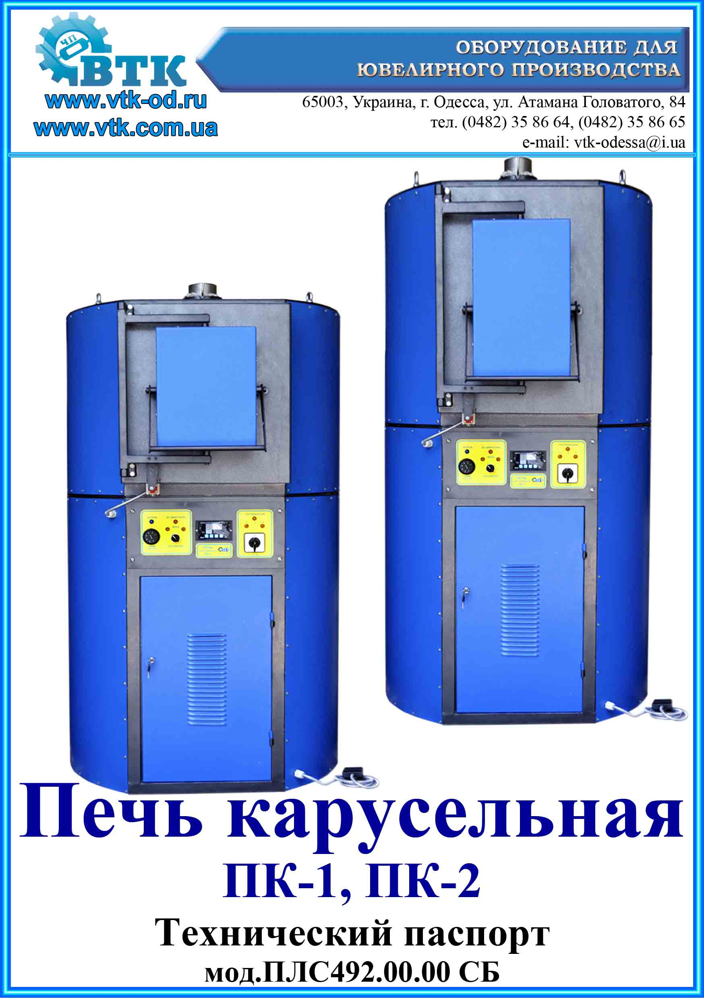 ЧП
ВТК
www.vtk-od.ru
www.vtk.com.ua
ОБОРУДОВАНИЕ ДЛЯ
ЮВЕЛИРНОГО ПРОИЗВОДСТВА
65003, Украина, г. Одесса, ул. Атамана Головатого, 84
тел. (0482) 35 86 64, (0482) 35 86 65
e-mail: vtk-odessa@i.ua
Печь карусельная
ПК-1, ПК-2
Технический паспорт
мод.ПЛС492.00.00 СБ